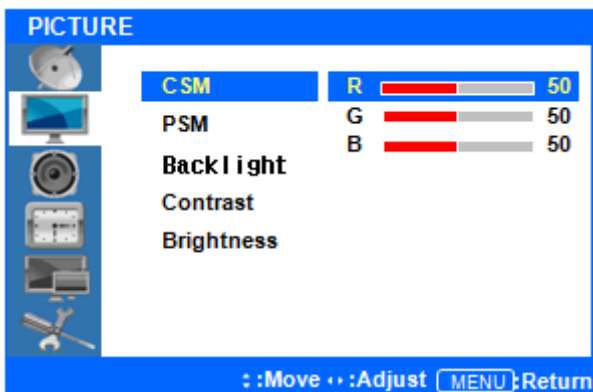 PICTURE
CSM R 50
PSM G 50
B 50
Backlight
Contrast
Brightness
:Move :Adjust MENU:Return